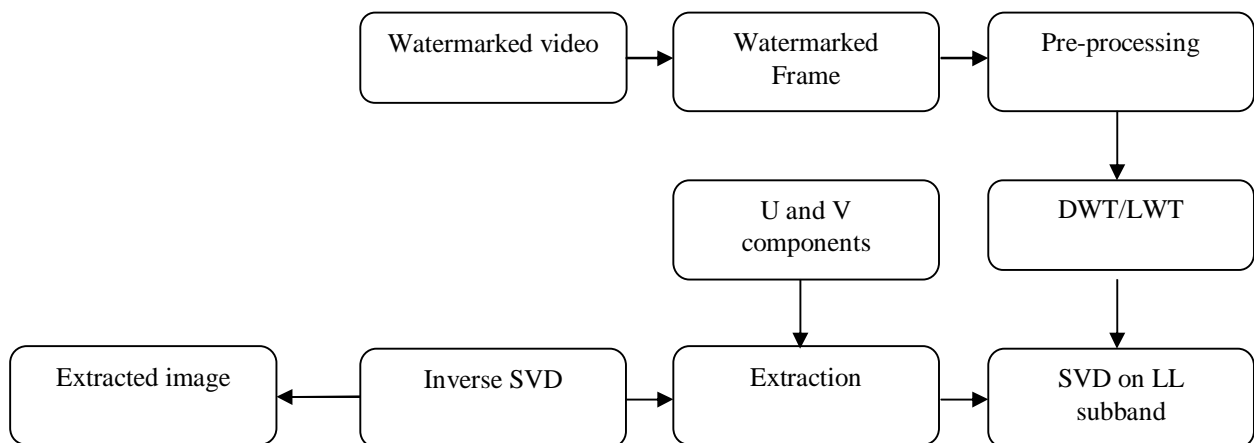 Watermarked video
Watermarked
Frame
Pre-processing
U and V
components
DWT/LWT
Extracted image
Inverse SVD
Extraction
SVD on LL
subband